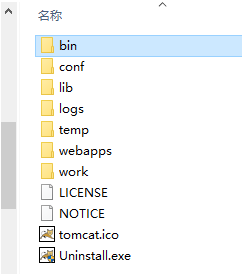 名称
bin
conf
lib
logs
temp
webapps
work
LICENSE
NOTICE
tomcat.ico
Uninstall.exe